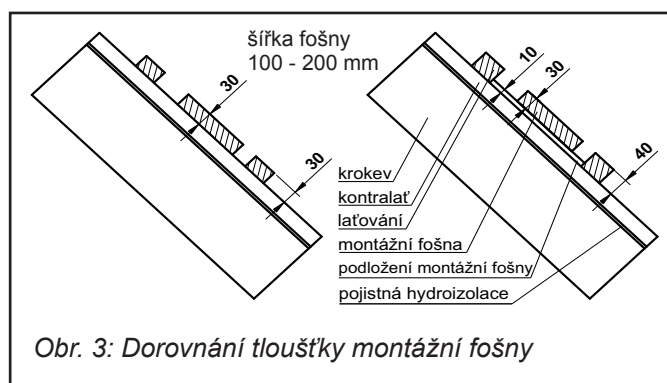 šířka fošny
100 - 200 mm
30
30
10
30
40
krokev
kontralať
laťování
montážní fošna
podložení montážní fošny
pojistná hydroizolace
Obr. 3: Dorovnání tloušťky montážní fošny